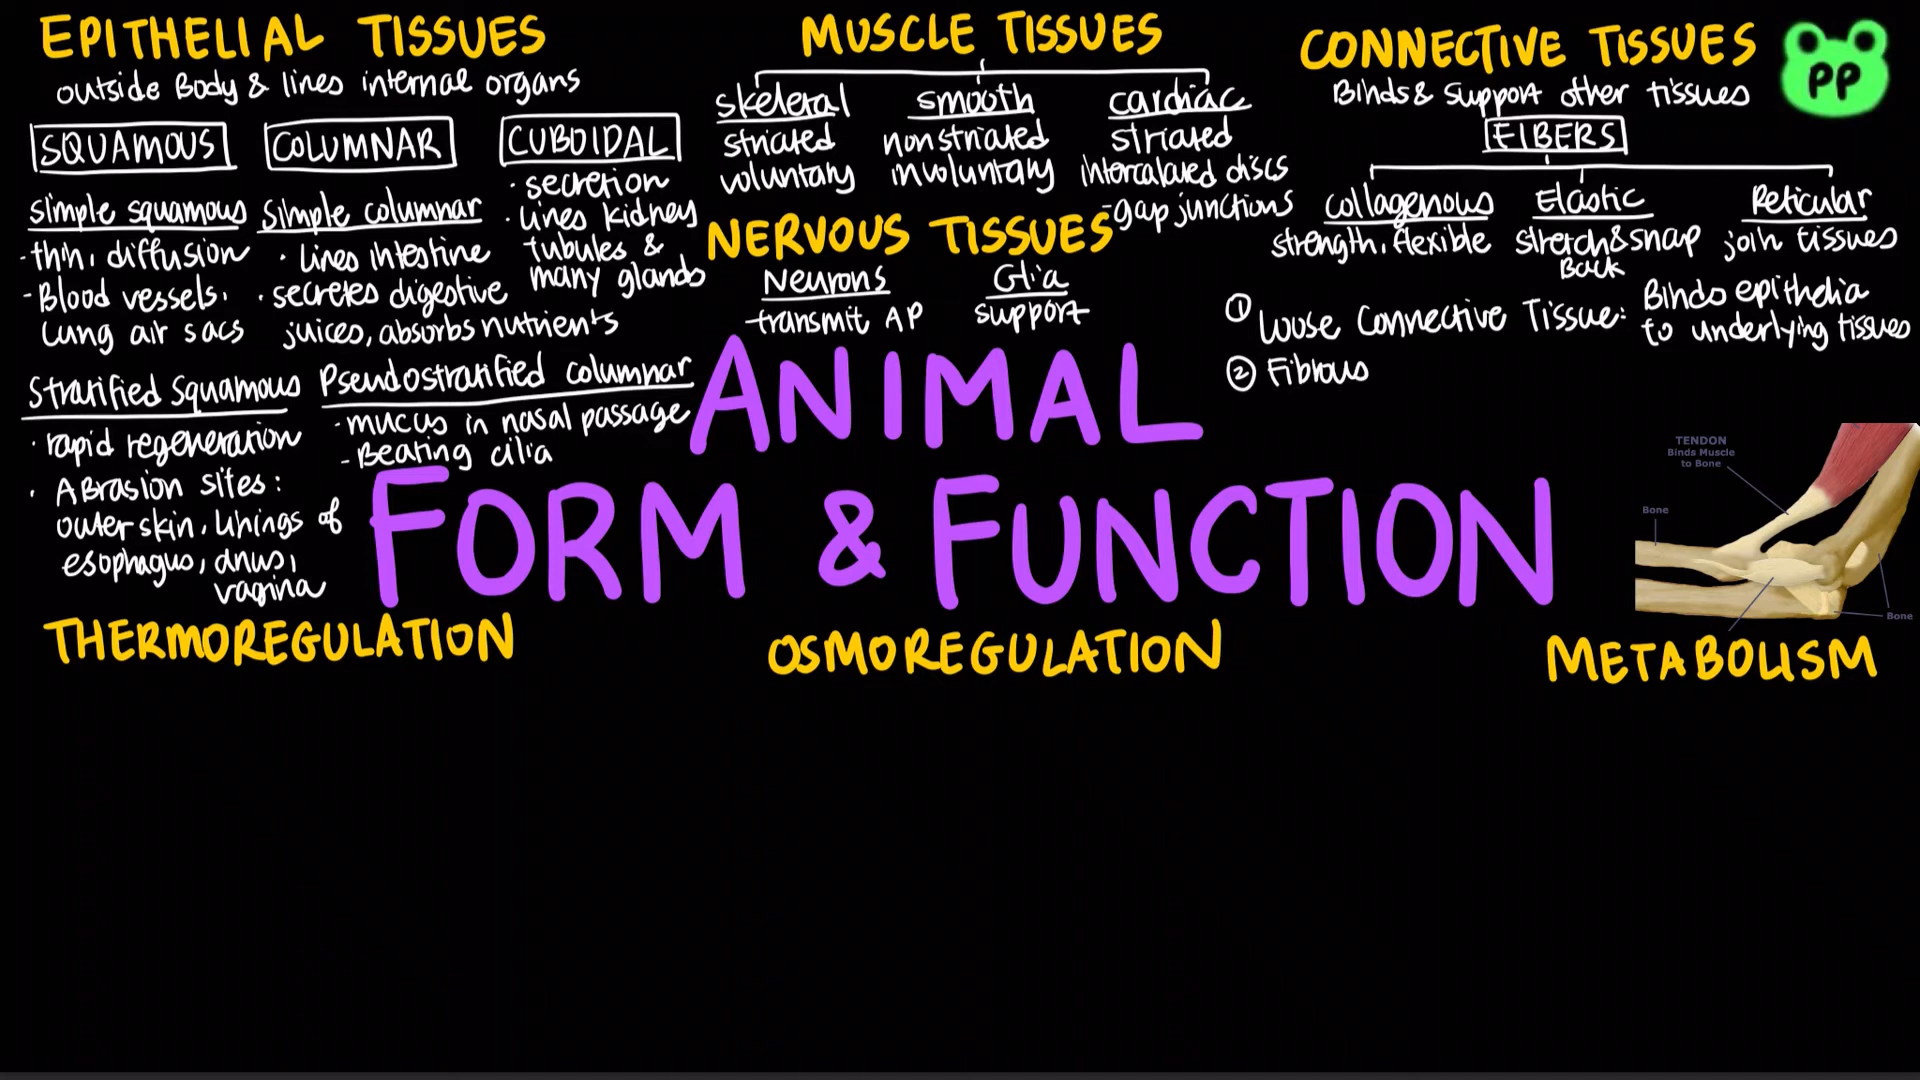 EPITHELIAL TISSUES
outside Body & lines internal organs
SQUAMOUS
simple squamous
- thin, diffusion
- Blood vessels,
Lung air sacs
Stratified Squamous
· rapid regeneration
· Abrasion sites:
outer skin, linings of
esophagus, anus,
vagina
COLUMNAR
Simple columnar
· Lines intestine
· secretes digestive
juices, absorbs nutrients
Pseudostratified columnar
- mucus in nasal passage
- Beating cilia
CUBOIDAL
· secretion
· Lines kidney
tubules &
many glands
MUSCLE TISSUES
skeletal
striated
voluntary
smooth
nonstriated
involuntary
cardiac
striated
intercalated discs
- gap junctions
NERVOUS TISSUES
Neurons
transmit AP
Glia
support
CONNECTIVE TISSUES
Binds & support other tissues
FIBERS
collagenous
strength, flexible
Elastic
stretch & snap
Back
Reticular
join tissues
① Loose Connective Tissue: Binds epithelia
to underlying tissues
② Fibrous
PP
ANIMAL
FORM & FUNCTION
TENDON
Binds Muscle
to Bone
Bone
Bone
THERMOREGULATION
OSMOREGULATION
METABOLISM